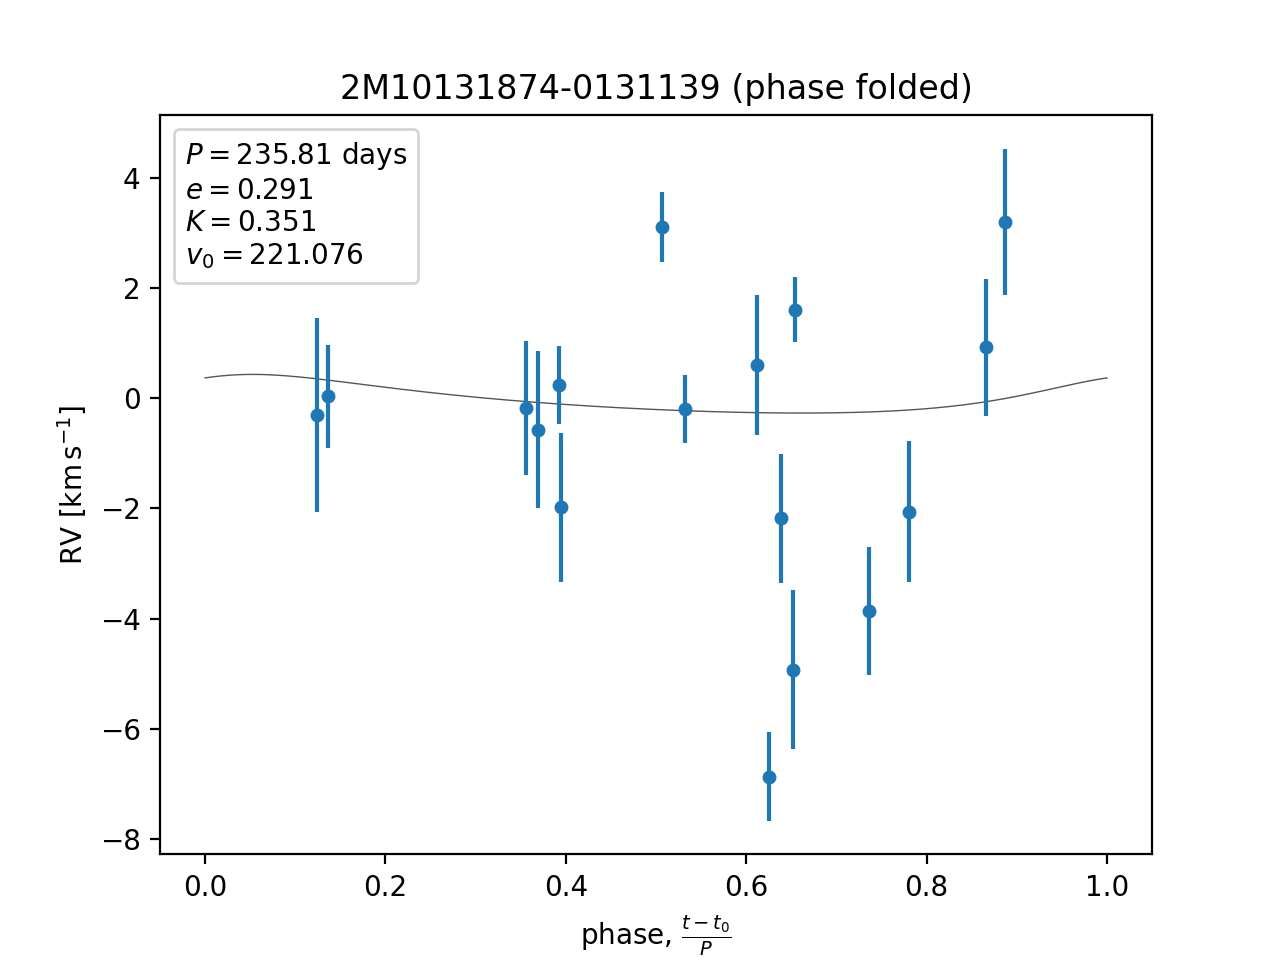 2M10131874-0131139 (phase folded)
P = 235.81 days
e = 0.291
K = 0.351
v₀ = 221.076
4
2
0
−2
−4
−6
−8
RV [km s⁻¹]
0.0 0.2 0.4 0.6 0.8 1.0
phase, (t − t₀)/P